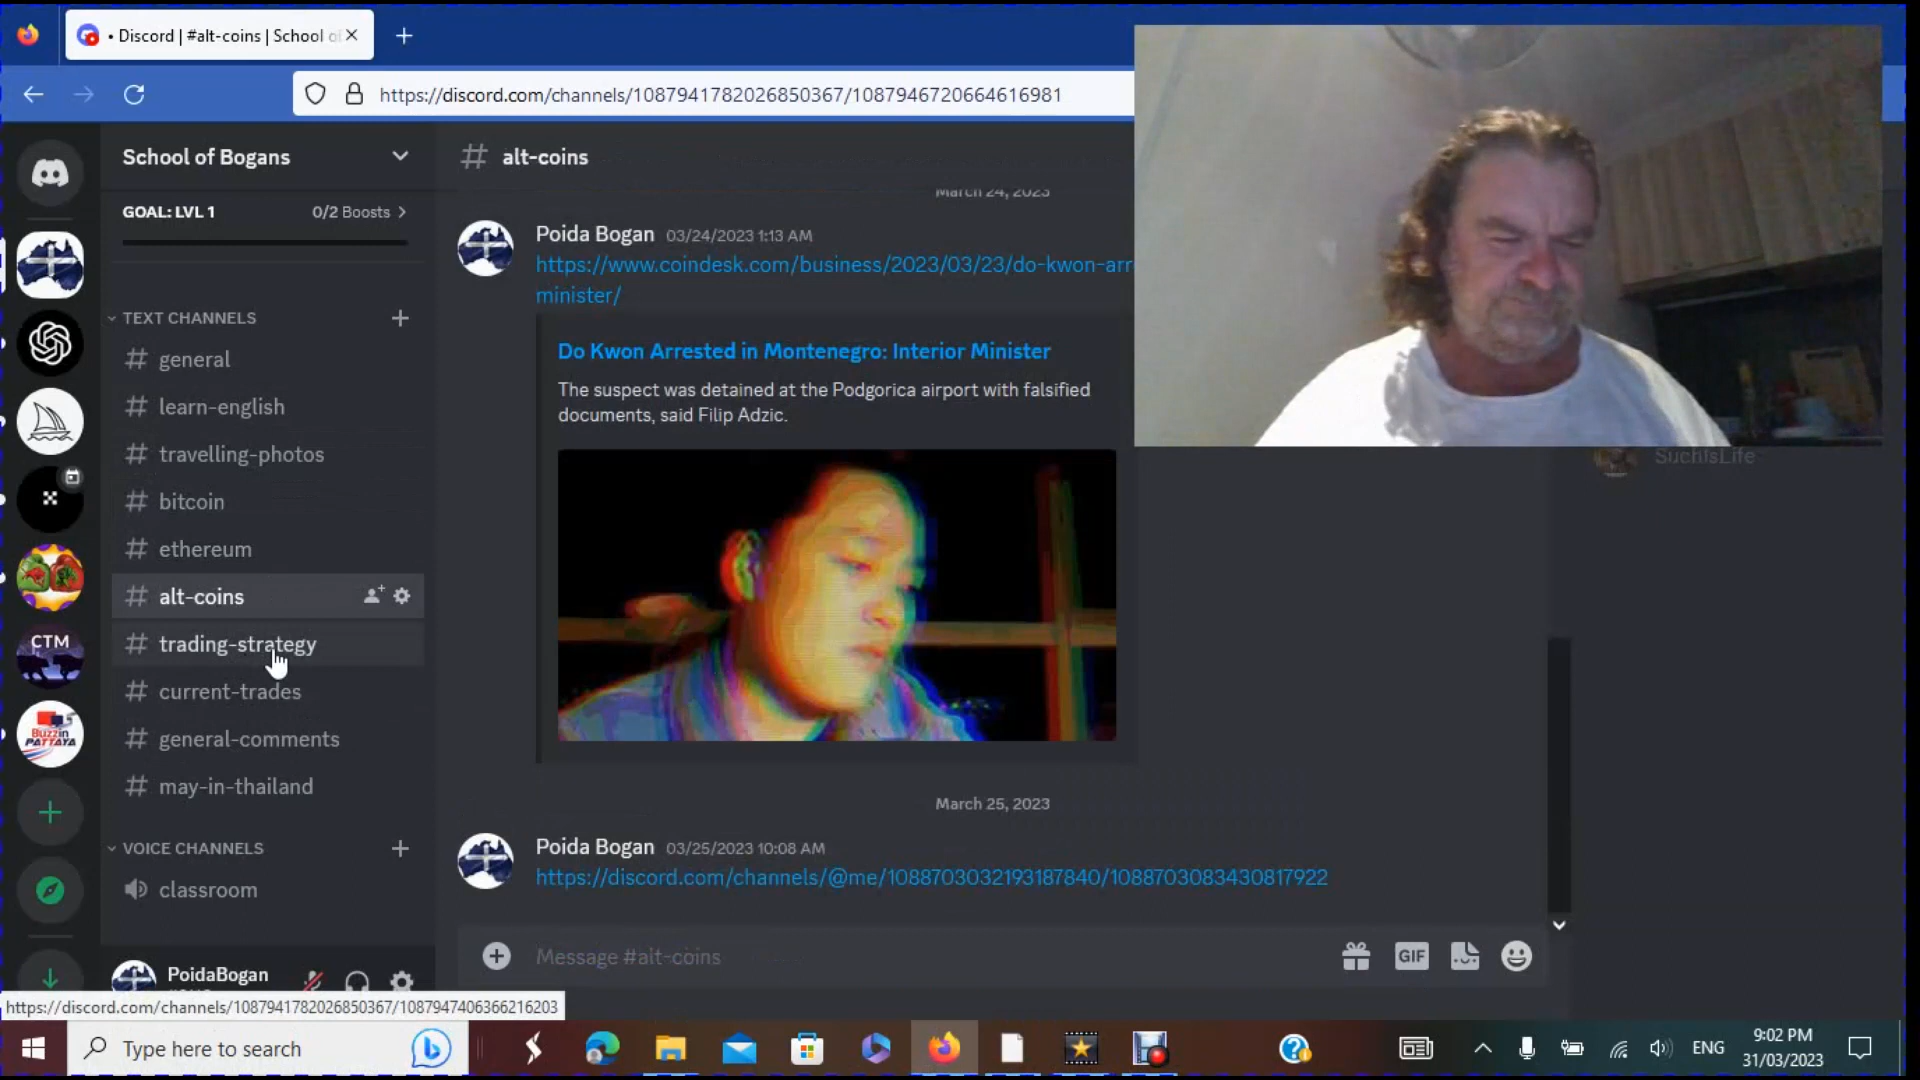 • Discord | #alt-coins | School of
https://discord.com/channels/1087941782026850367/1087946720664616981
School of Bogans
# alt-coins
GOAL: LVL 1
0/2 Boosts >
March 24, 2023
Poida Bogan 03/24/2023 1:13 AM
https://www.coindesk.com/business/2023/03/23/do-kwon-arr
minister/
Do Kwon Arrested in Montenegro: Interior Minister
The suspect was detained at the Podgorica airport with falsified
documents, said Filip Adzic.
TEXT CHANNELS
# general
# learn-english
# travelling-photos
# bitcoin
# ethereum
# alt-coins
# trading-strategy
# current-trades
# general-comments
# may-in-thailand
VOICE CHANNELS
classroom
CTM
Buzzin
PATTAYA
SuchIsLife
March 25, 2023
Poida Bogan 03/25/2023 10:08 AM
https://discord.com/channels/@me/1088703032193187840/1088703083430817922
Message #alt-coins
GIF
PoidaBogan
https://discord.com/channels/1087941782026850367/1087947406366216203
Type here to search
ENG
9:02 PM
31/03/2023